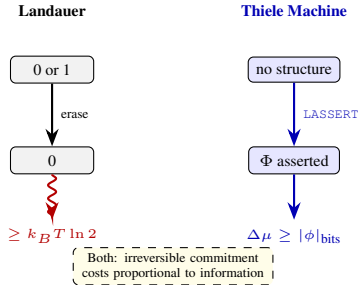 Landauer
Thiele Machine
0 or 1
no structure
erase
LASSERT
0
Φ asserted
≥ k_B T ln 2
Δμ ≥ |ϕ|_bits
Both: irreversible commitment
costs proportional to information